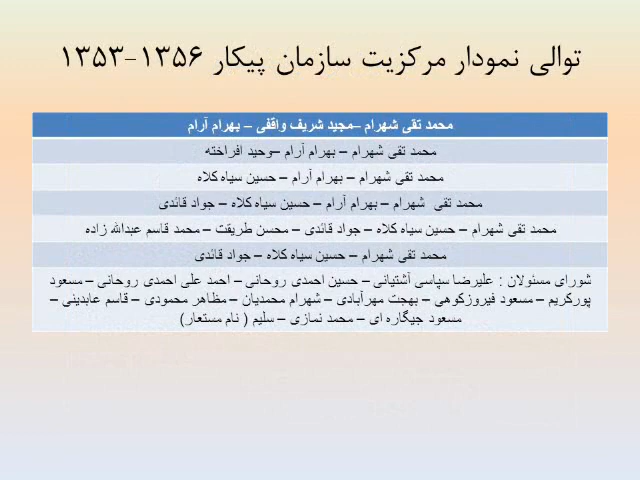 توالی نمودار مرکزیت سازمان پیکار ۱۳۵۶-۱۳۵۳
محمد تقی شهرام –مجید شریف واقفی – بهرام آرام
محمد تقی شهرام – بهرام آرام –وحید افراخته
محمد تقی شهرام – بهرام آرام – حسین سیاه کلاه
محمد تقی شهرام – بهرام آرام – حسین سیاه کلاه – جواد قائدی
محمد تقی شهرام – حسین سیاه کلاه – جواد قائدی – محسن طریقت – محمد قاسم عبدالله زاده
محمد تقی شهرام – حسین سیاه کلاه – جواد قائدی
شورای مسئولان : علیرضا سپاسی آشتیانی – حسین احمدی روحانی – احمد علی احمدی روحانی – مسعود
پورکریم – مسعود فیروزکوهی – بهجت مهرآبادی – شهرام محمدیان – مظاهر محمودی – قاسم عابدینی –
مسعود جیگاره ای – محمد نمازی – سلیم ( نام مستعار)